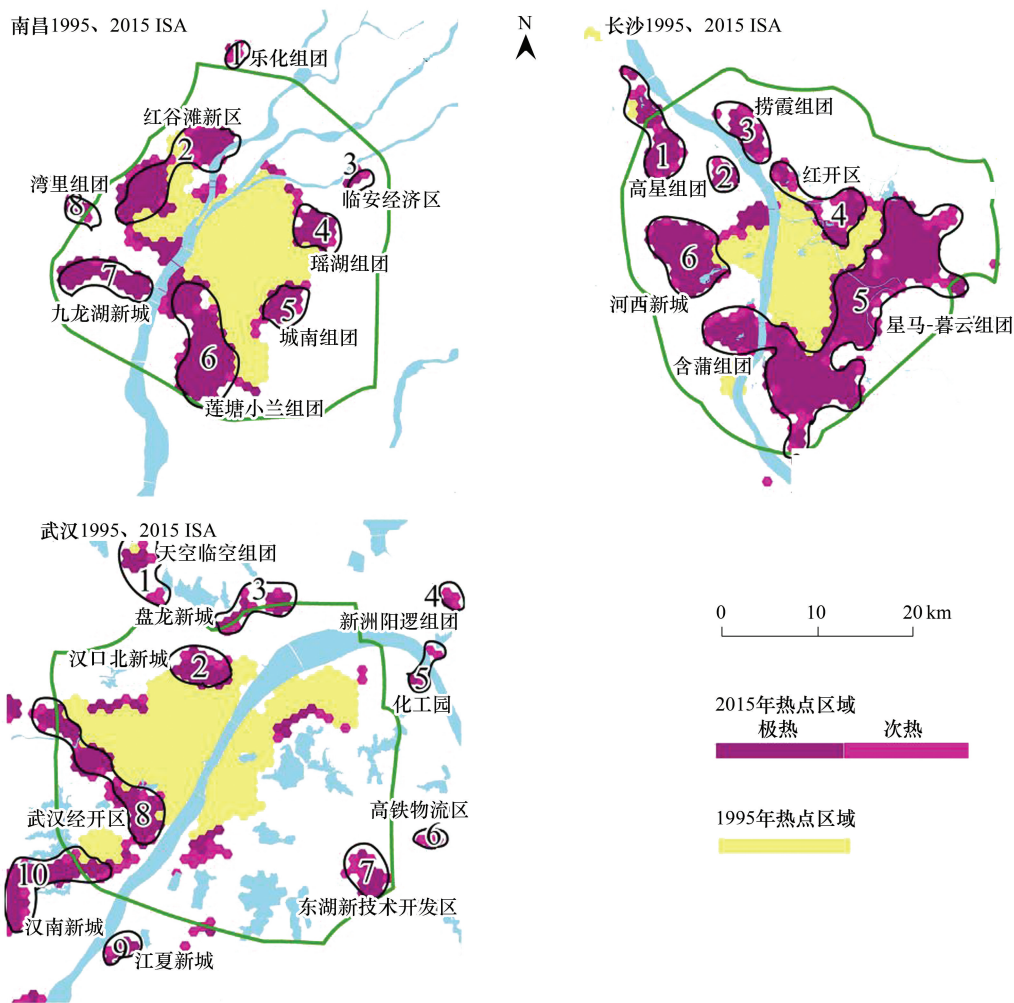 南昌1995、2015 ISA
1
乐化组团
红谷滩新区
2
3
临安经济区
湾里组团
8
4
瑶湖组团
7
九龙湖新城
5
城南组团
6
莲塘小兰组团
N
长沙1995、2015 ISA
捞霞组团
3
1
2
高星组团
红开区
4
6
河西新城
5
星马-暮云组团
含蒲组团
武汉1995、2015 ISA
天空临空组团
1
3
盘龙新城
4
新洲阳逻组团
汉口北新城
2
5
化工园
武汉经开区
8
高铁物流区
6
7
东湖新技术开发区
10
汉南新城
9
江夏新城
0 10 20 km
2015年热点区域
极热 次热
1995年热点区域